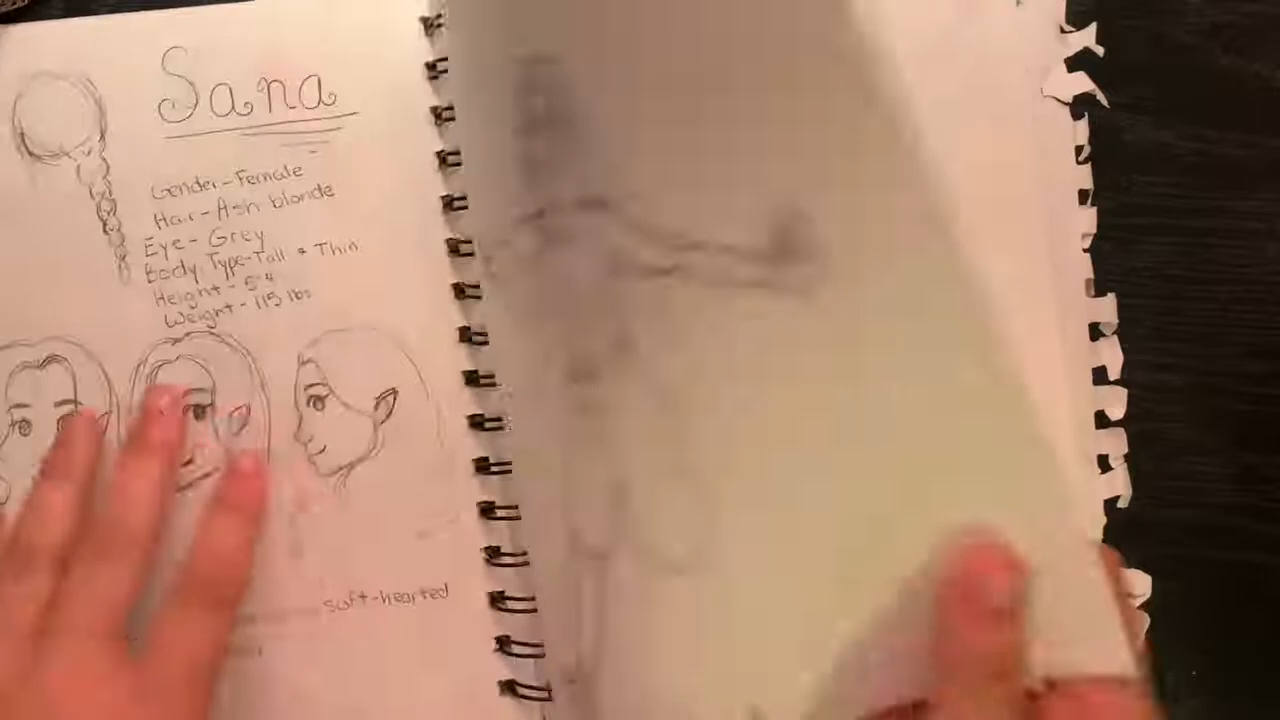 Sana
Gender-Female
Hair-Ash blonde
Eye-Grey
Body Type-Tall & Thin
Height-5"4
Weight-115 lbs
soft-hearted